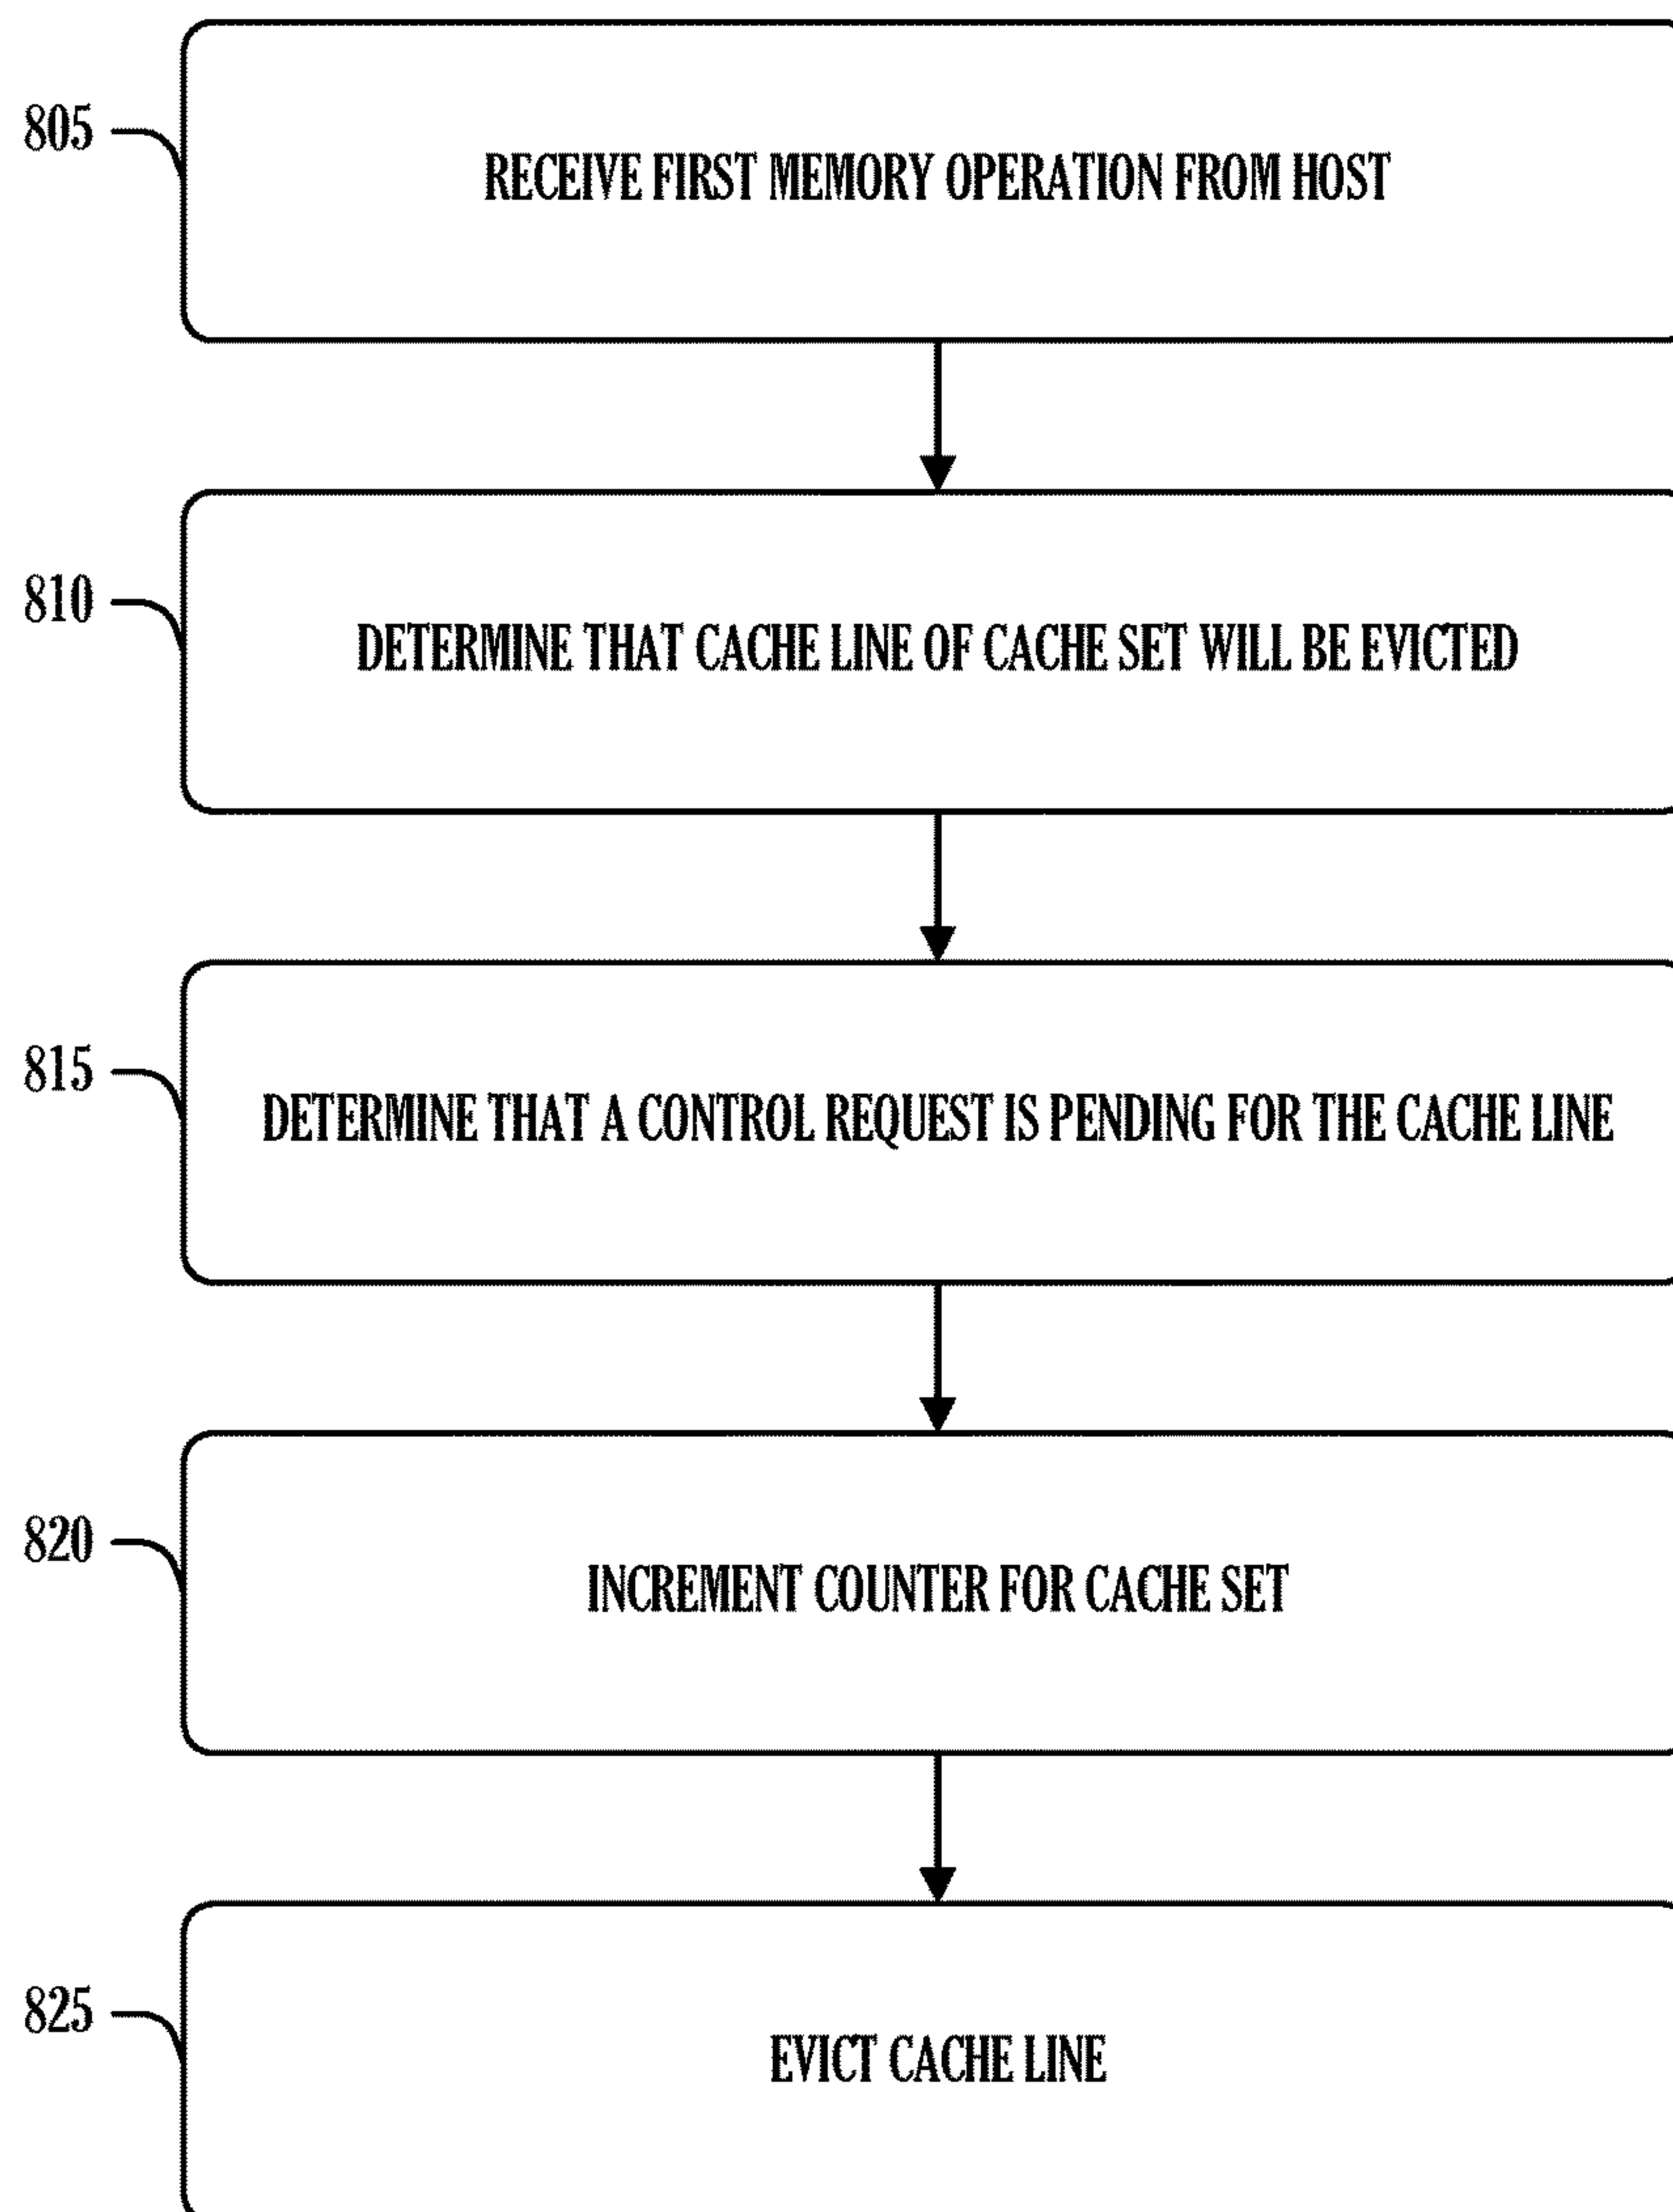 805
RECEIVE FIRST MEMORY OPERATION FROM HOST
810
DETERMINE THAT CACHE LINE OF CACHE SET WILL BE EVICTED
815
DETERMINE THAT A CONTROL REQUEST IS PENDING FOR THE CACHE LINE
820
INCREMENT COUNTER FOR CACHE SET
825
EVICT CACHE LINE